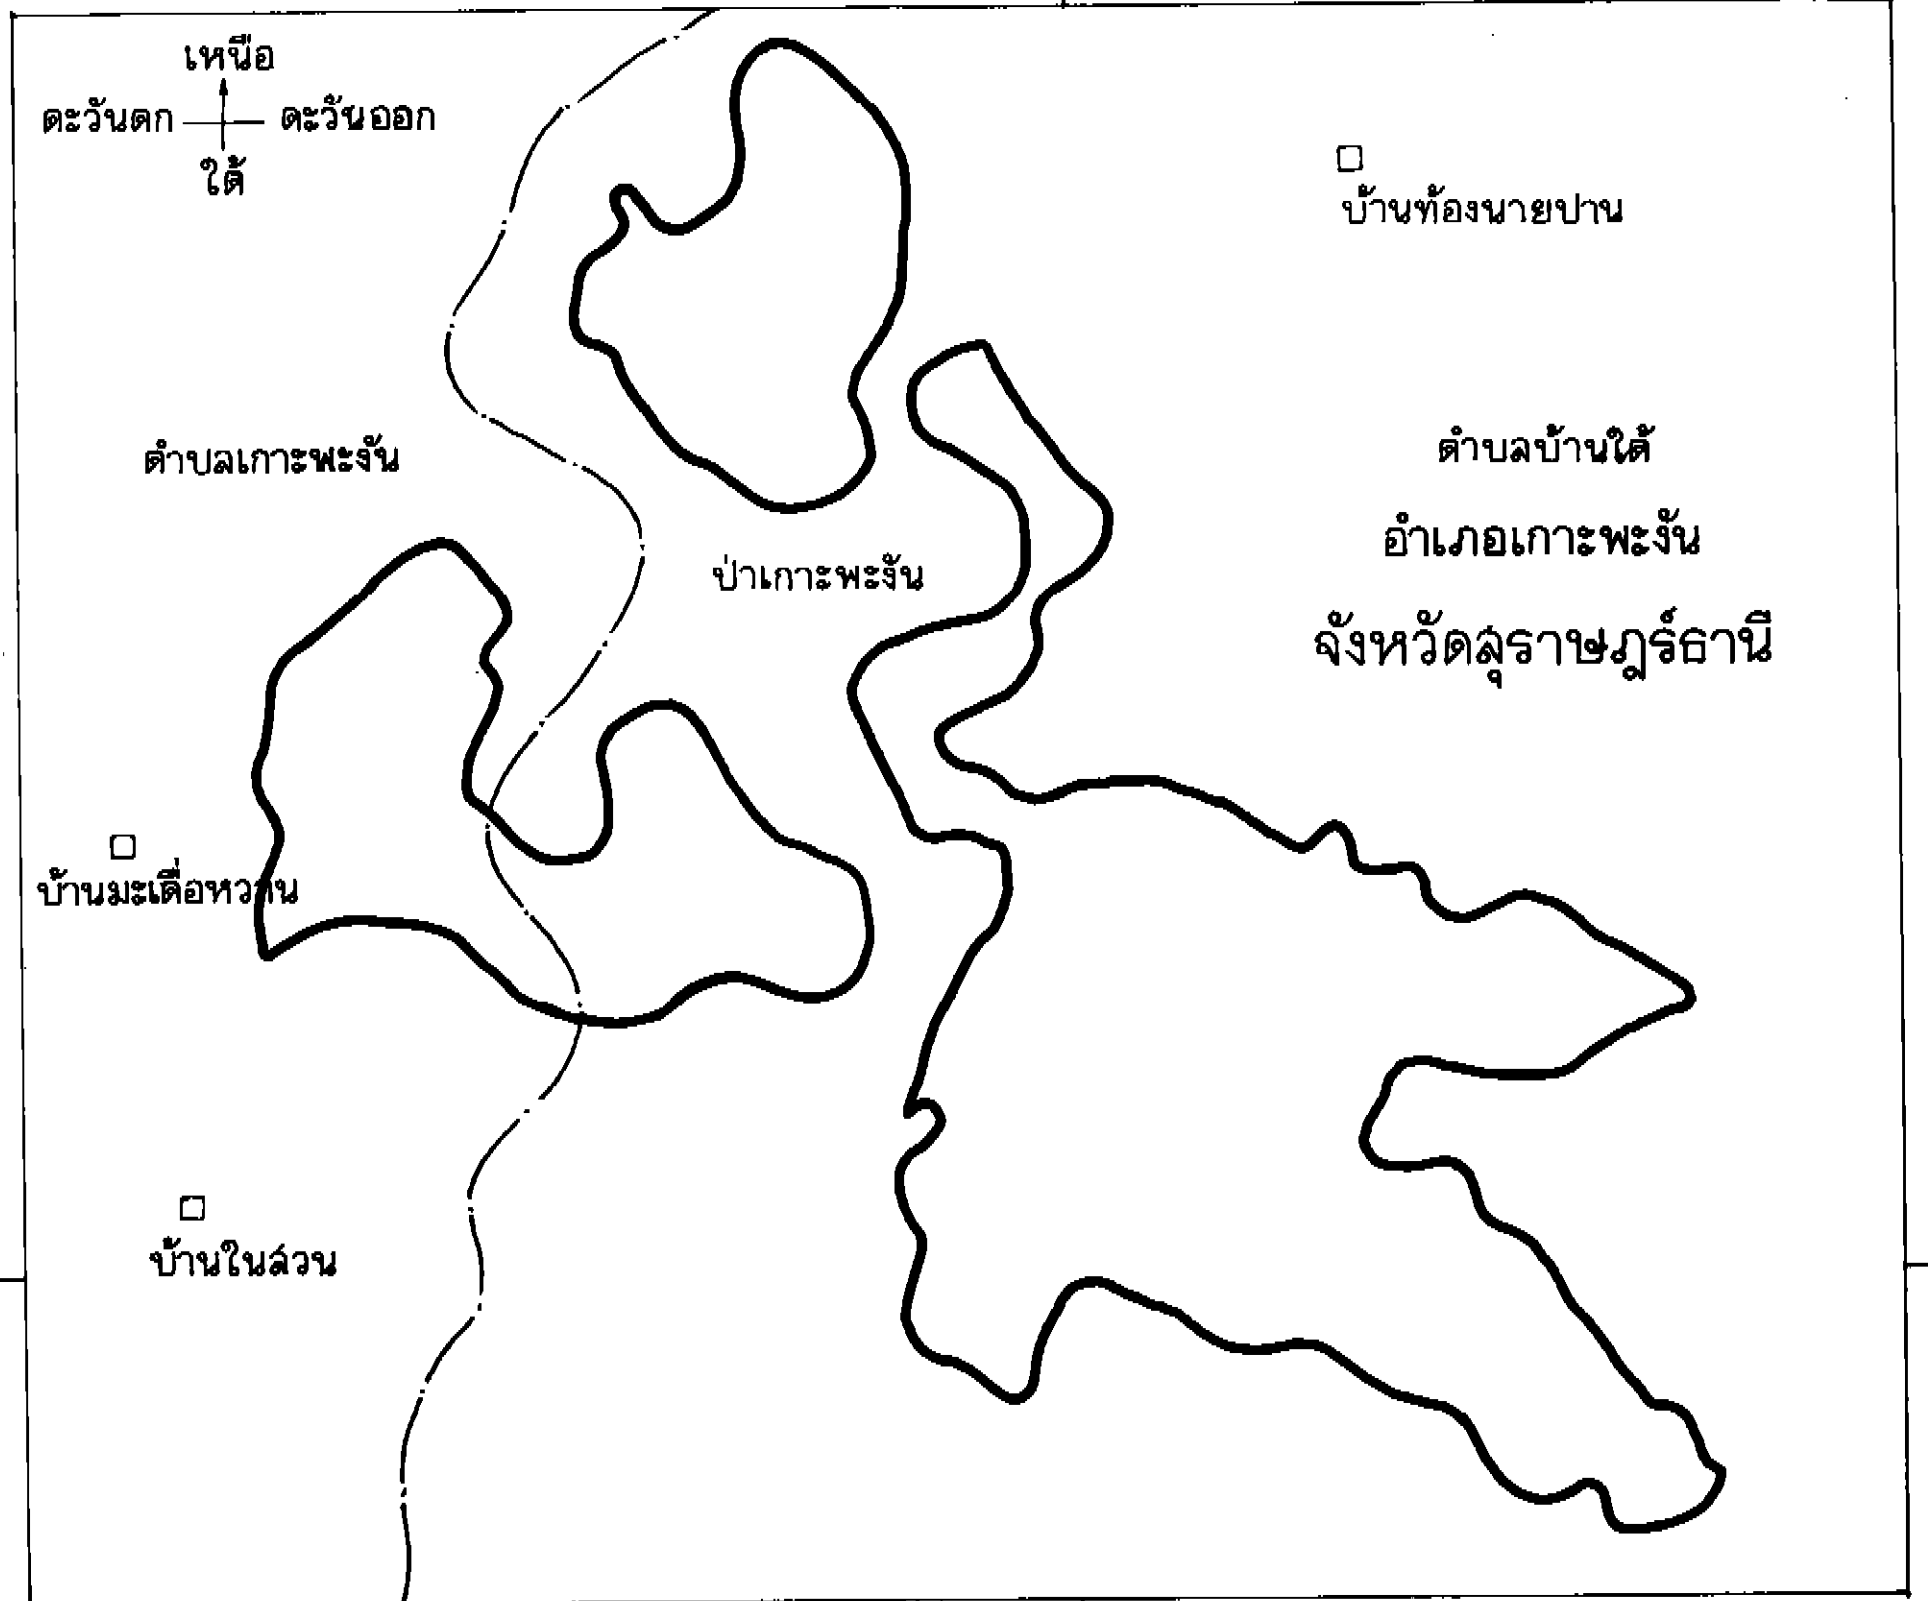 เหนือ
ตะวันตก ตะวันออก
ใต้
บ้านท้องนายปาน
ตำบลเกาะพะงัน
ตำบลบ้านใต้
อำเภอเกาะพะงัน
ป่าเกาะพะงัน
จังหวัดสุราษฎร์ธานี
บ้านมะเดื่อหวาน
บ้านในสวน